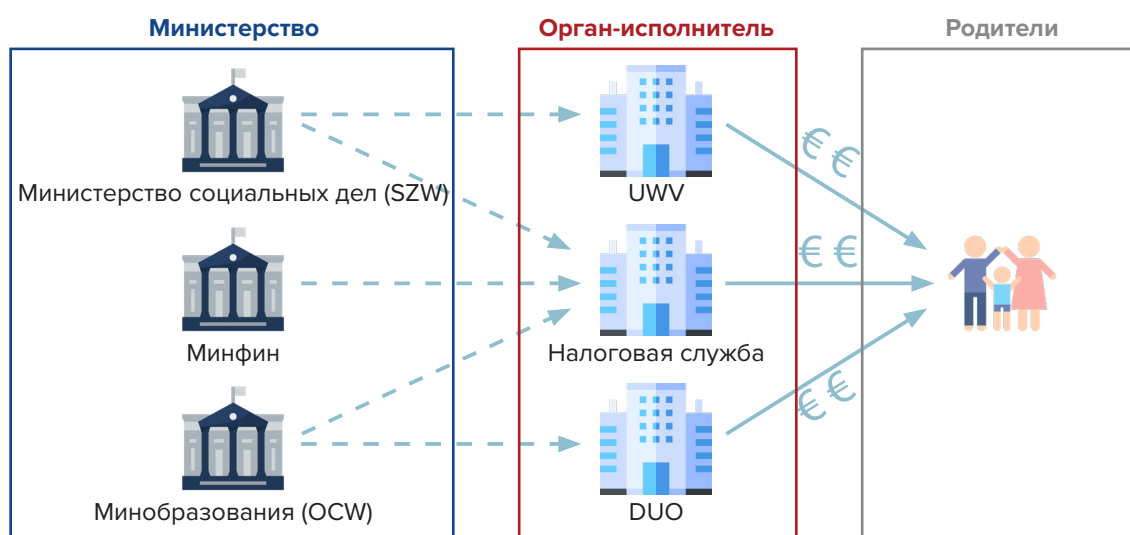 Министерство
Орган-исполнитель
Родители
Министерство социальных дел (SZW)
UWV
€ €
Минфин
Налоговая служба
€ €
Минобразования (OCW)
DUO
€ €